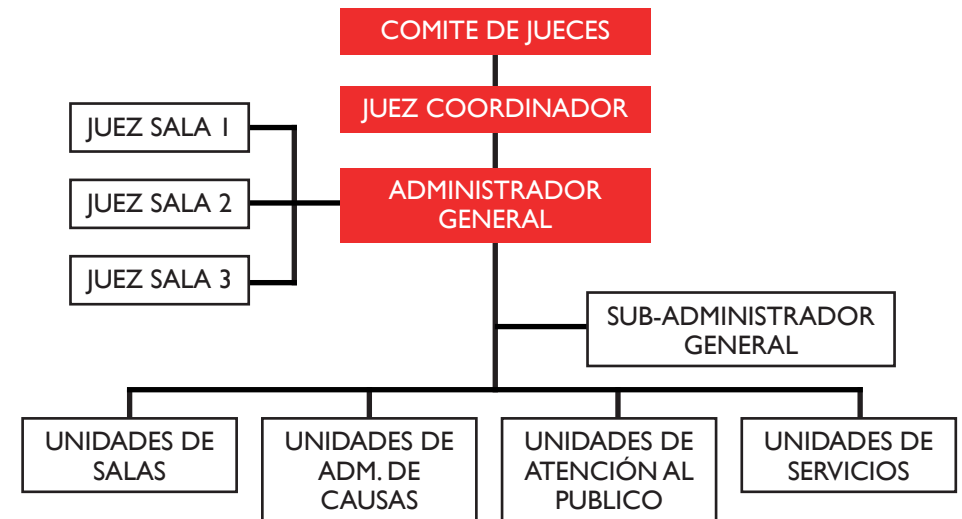 COMITE DE JUECES
JUEZ COORDINADOR
JUEZ SALA 1
JUEZ SALA 2
JUEZ SALA 3
ADMINISTRADOR
GENERAL
SUB-ADMINISTRADOR
GENERAL
UNIDADES DE
SALAS
UNIDADES DE
ADM. DE
CAUSAS
UNIDADES DE
ATENCIÓN AL
PUBLICO
UNIDADES DE
SERVICIOS